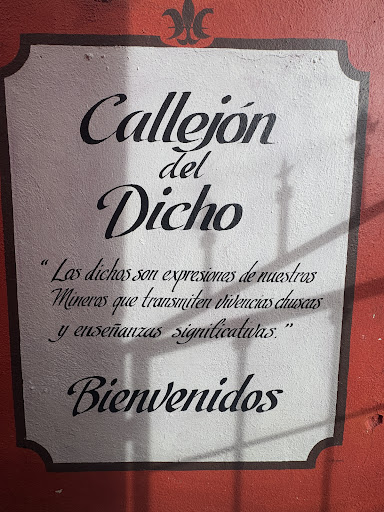 Callejón
del
Dicho
"Los dichos son expresiones de nuestros
Mineros que transmiten vivencias chuscas
y enseñanzas significativas."
Bienvenidos